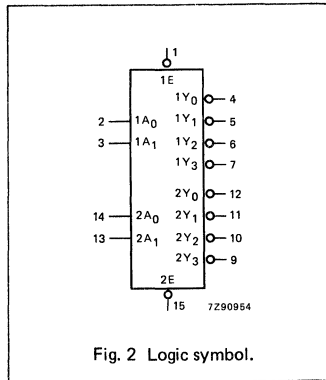 1
1E
1Y0 4
2 1A0 1Y1 5
3 1A1 1Y2 6
1Y3 7
2Y0 12
14 2A0 2Y1 11
13 2A1 2Y2 10
2Y3 9
2E
15 7Z90954
Fig. 2 Logic symbol.